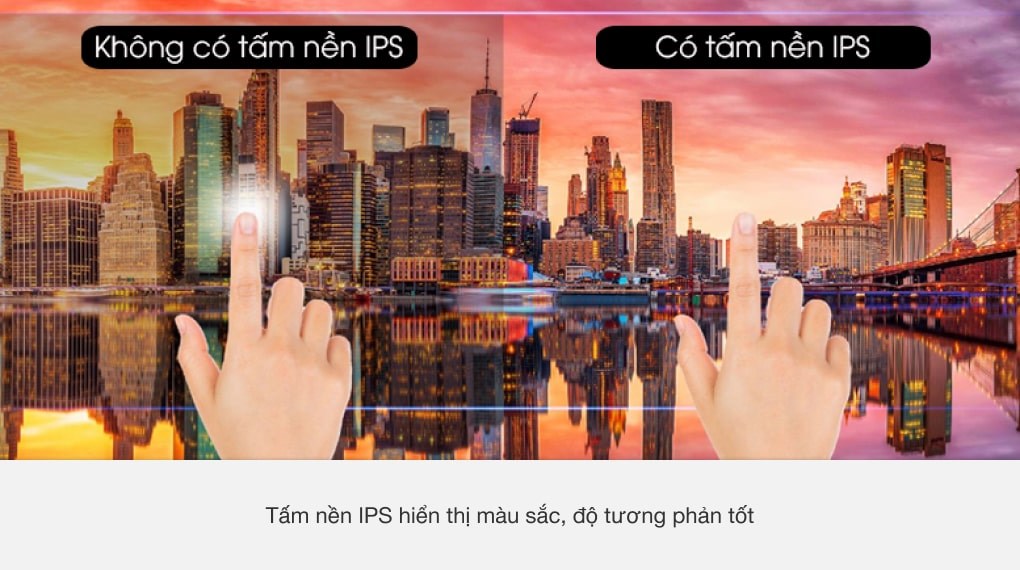 Không có tấm nền IPS
Có tấm nền IPS
Tấm nền IPS hiển thị màu sắc, độ tương phản tốt